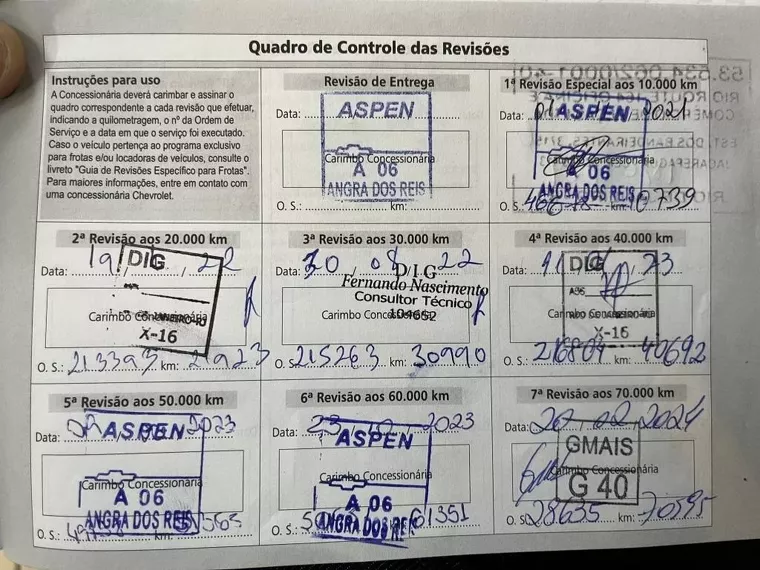 Quadro de Controle das Revisões
Instruções para uso
A Concessionária deverá carimbar e assinar o
quadro correspondente a cada revisão que efetuar,
indicando a quilometragem, o nº da Ordem de
Serviço e a data em que o serviço foi executado.
Caso o veículo pertença ao programa exclusivo
para frotas e/ou locadoras de veículos, consulte o
livreto "Guia de Revisões Específico para Frotas".
Para maiores informações, entre em contato com
uma concessionária Chevrolet.
Revisão de Entrega
Data:
ASPEN
Carimbo Concessionária
A 06
ANGRA DOS REIS
O. S.: km:
1ª Revisão Especial aos 10.000 km
Data: 2021
ASPEN
Carimbo Concessionária
A 06
ANGRA DOS REIS
O. S. 10739
2ª Revisão aos 20.000 km
Data: 19 22
DIG
Carimbo Concessionária
X-16
O. S.: 213393 km: 21923
3ª Revisão aos 30.000 km
Data: 30 08 22
DIG
Fernando Nascimento
Consultor Técnico
104652
Carimbo Concessionária
O. S.: 215263 km: 30990
4ª Revisão aos 40.000 km
Data: 23
DIG
Carimbo Concessionária
X-16
O. S.: 216804 km: 40692
5ª Revisão aos 50.000 km
Data: 2023
ASPEN
Carimbo Concessionária
A 06
ANGRA DOS REIS
O. S.:
6ª Revisão aos 60.000 km
Data: 23 2023
ASPEN
Carimbo Concessionária
A 06
ANGRA DOS REIS
O. S.: 61351
7ª Revisão aos 70.000 km
Data: 20 02 2024
GMAIS
Carimbo Concessionária
G 40
O. S. 28635 km: 70595